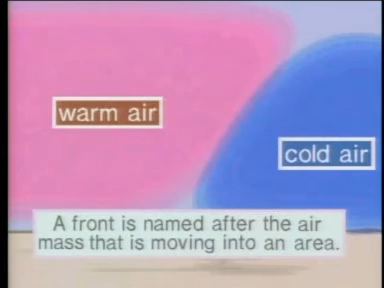 warm air
cold air
A front is named after the air
mass that is moving into an area.